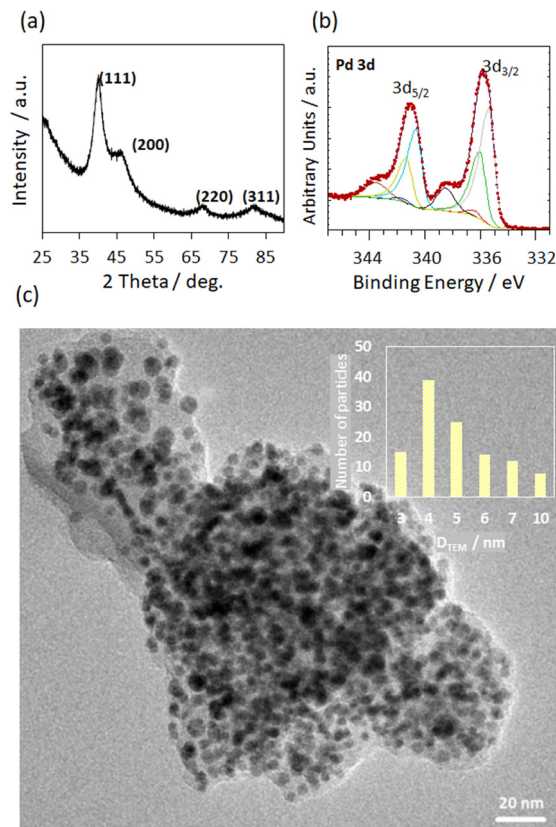 (a)
(111)
(200)
(220)
(311)
Intensity / a.u.
25 35 45 55 65 75 85
2 Theta / deg.
(b)
Pd 3d
3d5/2
3d3/2
Arbitrary Units / a.u.
344 340 336 332
Binding Energy / eV
(c)
50
40
30
20
10
0
Number of particles
3 4 5 6 7 10
DTEM / nm
20 nm